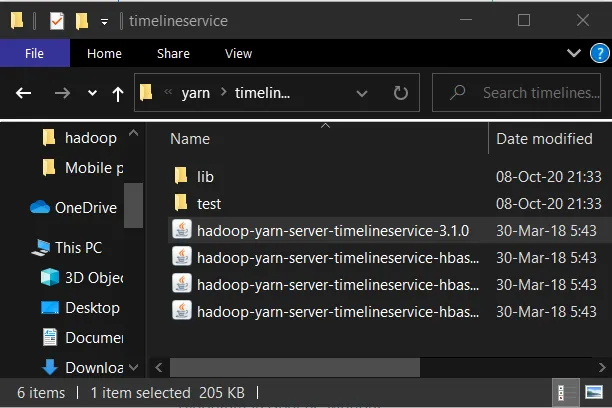 timelineservice
File Home Share View
yarn timelin... Search timelines...
Name Date modified
hadoop
Mobile p
OneDrive
This PC
3D Objec
Desktop
Documen
Downloa
lib 08-Oct-20 21:33
test 08-Oct-20 21:33
hadoop-yarn-server-timelineservice-3.1.0 30-Mar-18 5:43
hadoop-yarn-server-timelineservice-hbas... 30-Mar-18 5:43
hadoop-yarn-server-timelineservice-hbas... 30-Mar-18 5:43
hadoop-yarn-server-timelineservice-hbas... 30-Mar-18 5:43
6 items 1 item selected 205 KB